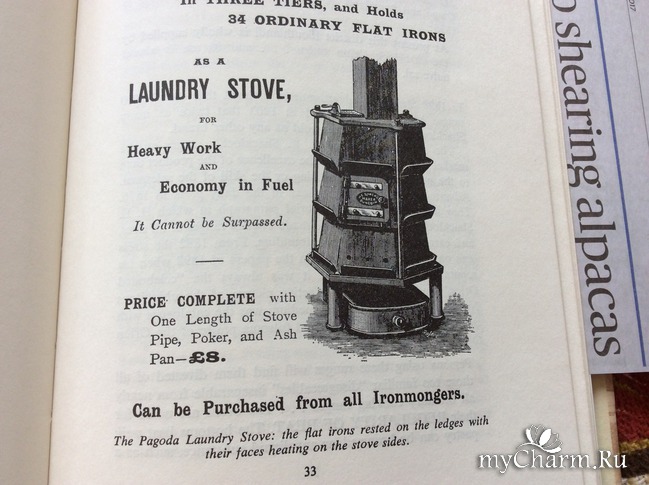 In THREE TIERS, and Holds
34 ORDINARY FLAT IRONS
AS A
LAUNDRY STOVE,
FOR
Heavy Work
AND
Economy in Fuel
It Cannot be Surpassed.
PRICE COMPLETE with
One Length of Stove
Pipe, Poker, and Ash
Pan—£8.
Can be Purchased from all Ironmongers.
The Pagoda Laundry Stove: the flat irons rested on the ledges with
their faces heating on the stove sides.
33
shearing alpacas
2017
myCharm.Ru